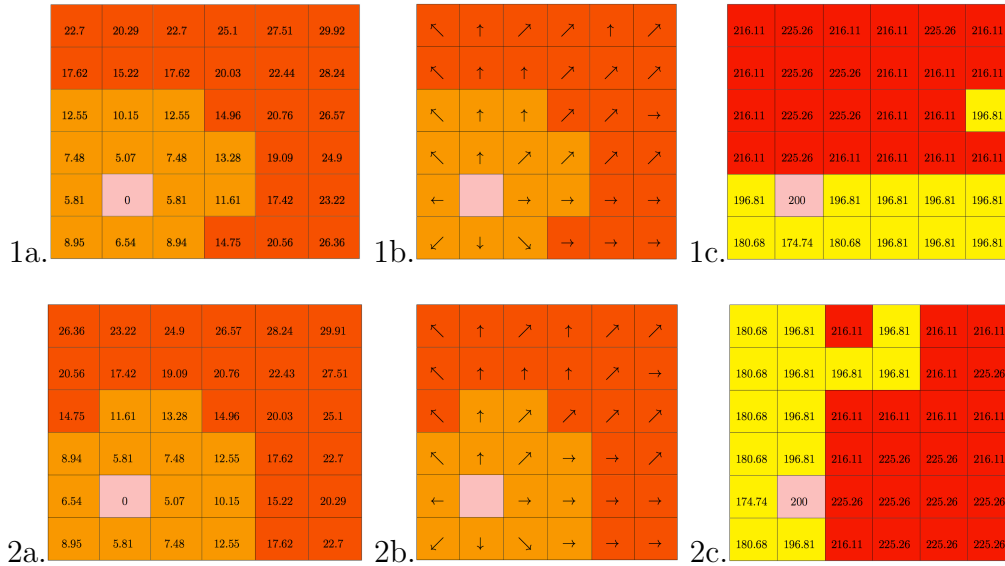 22.7 20.29 22.7 25.1 27.51 29.92 ↖ ↑ ↗ ↗ ↑ ↗ 216.11 225.26 216.11 216.11 225.26 216.11
17.62 15.22 17.62 20.03 22.44 28.24 ↖ ↑ ↑ ↗ ↗ ↗ 216.11 225.26 225.26 216.11 216.11 216.11
12.55 10.15 12.55 14.96 20.76 26.57 ↖ ↑ ↑ ↗ ↗ → 216.11 225.26 225.26 216.11 216.11 196.81
7.48 5.07 7.48 13.28 19.09 24.9 ↖ ↑ ↗ ↗ ↗ ↗ 216.11 225.26 216.11 216.11 216.11 216.11
5.81 0 5.81 11.61 17.42 23.22 ← → → → → 196.81 200 196.81 196.81 196.81 196.81
1a. 8.95 6.54 8.94 14.75 20.56 26.36 1b. ↙ ↓ ↘ → → → 1c. 180.68 174.74 180.68 196.81 196.81 196.81
26.36 23.22 24.9 26.57 28.24 29.91 ↖ ↑ ↗ ↑ ↗ ↗ 180.68 196.81 216.11 196.81 216.11 216.11
20.56 17.42 19.09 20.76 22.43 27.51 ↖ ↑ ↑ ↑ ↗ → 180.68 196.81 196.81 196.81 216.11 225.26
14.75 11.61 13.28 14.96 20.03 25.1 ↖ ↑ ↗ ↗ ↗ ↗ 180.68 196.81 216.11 216.11 216.11 216.11
8.94 5.81 7.48 12.55 17.62 22.7 ↖ ↑ ↗ → → ↗ 180.68 196.81 216.11 225.26 225.26 216.11
6.54 0 5.07 10.15 15.22 20.29 ← → → → → 174.74 200 225.26 225.26 225.26 225.26
2a. 8.95 5.81 7.48 12.55 17.62 22.7 2b. ↙ ↓ ↘ → → → 2c. 180.68 196.81 216.11 225.26 225.26 225.26